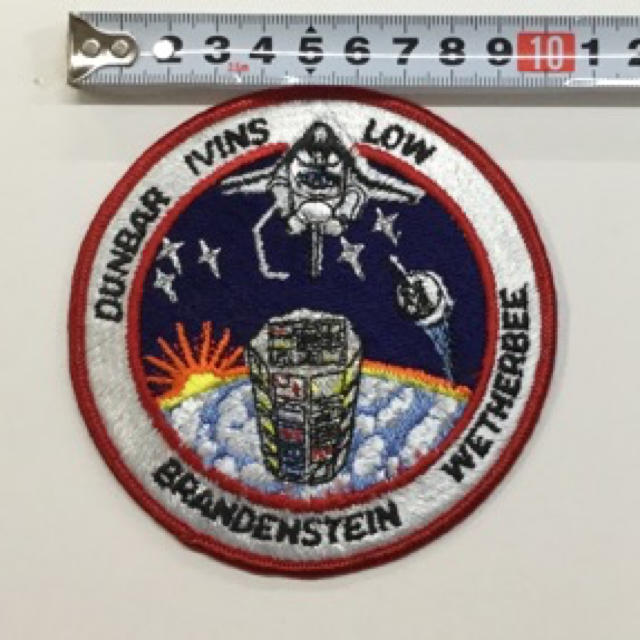 2 3 4 5 6 7 8 9 10 1 2
DUNBAR IVINS LOW WETHERBEE BRANDENSTEIN